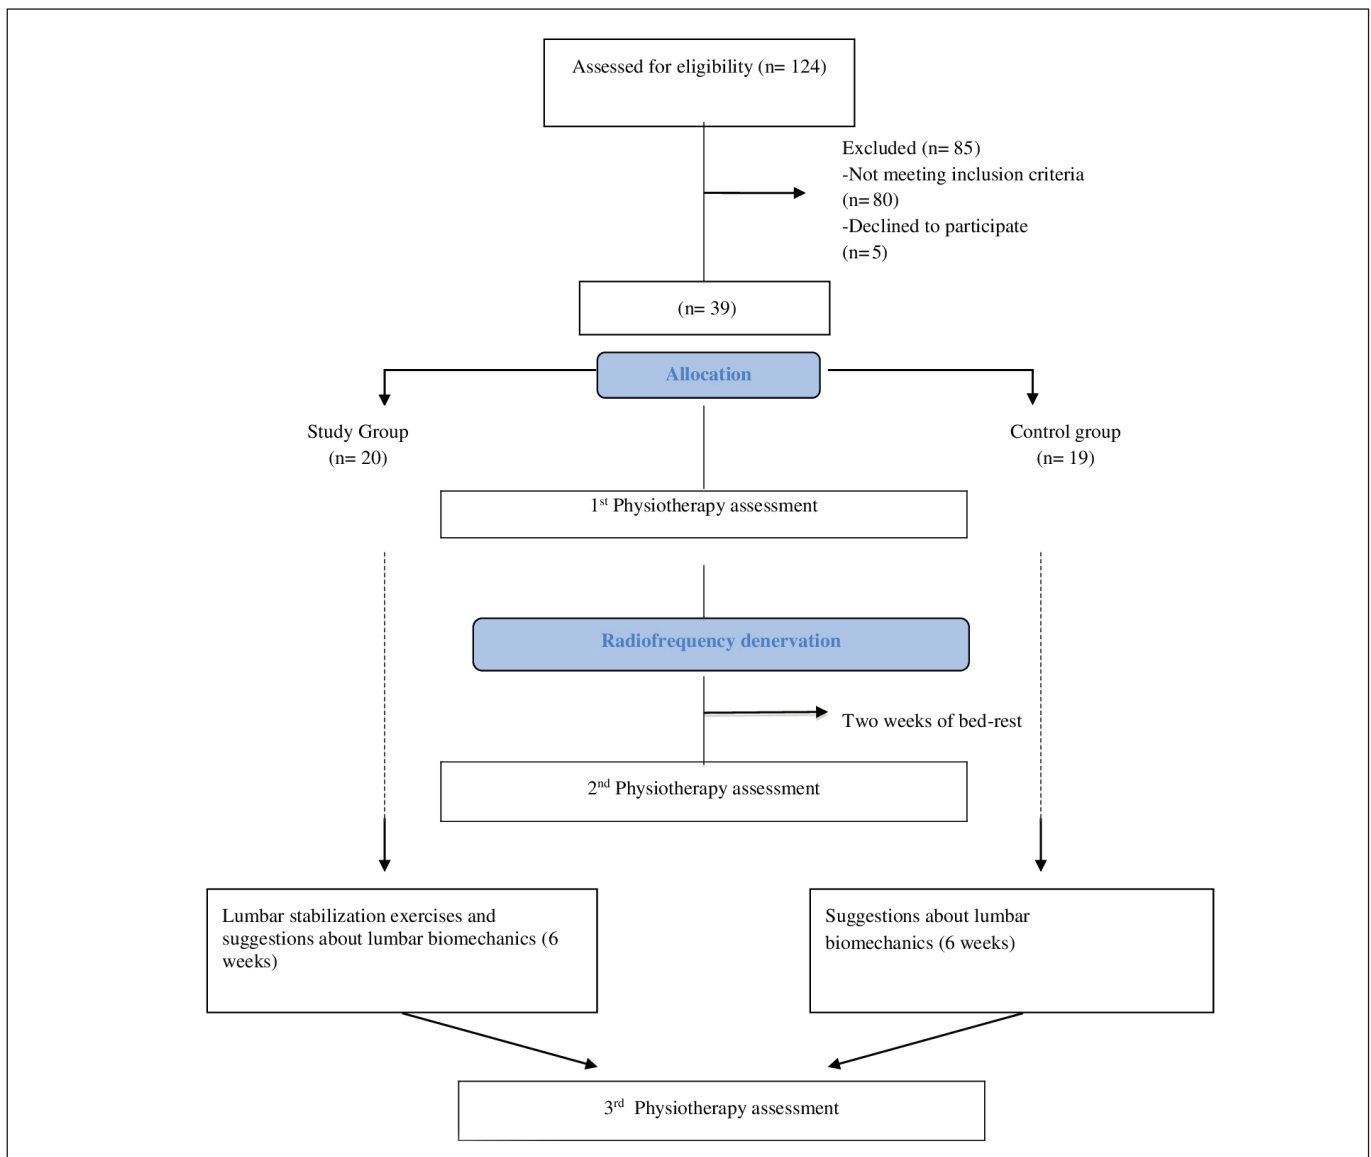 Assessed for eligibility (n= 124)
Excluded (n= 85)
-Not meeting inclusion criteria
(n= 80)
-Declined to participate
(n= 5)
(n= 39)
Allocation
Study Group
(n= 20)
Control group
(n= 19)
1st Physiotherapy assessment
Radiofrequency denervation
Two weeks of bed-rest
2nd Physiotherapy assessment
Lumbar stabilization exercises and
suggestions about lumbar biomechanics (6
weeks)
Suggestions about lumbar
biomechanics (6 weeks)
3rd Physiotherapy assessment